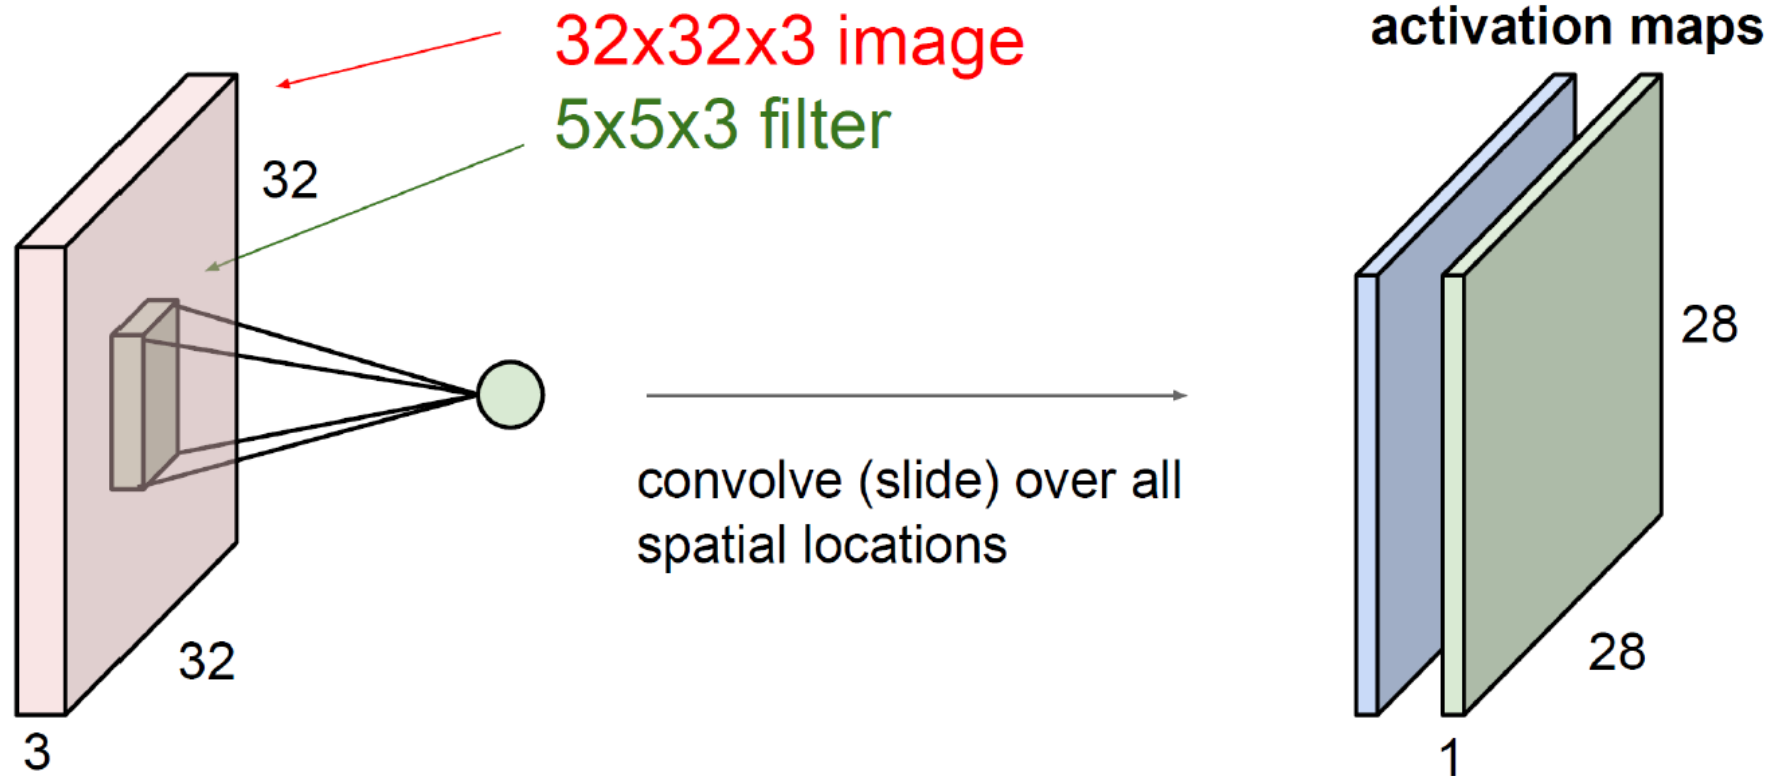 32x32x3 image
5x5x3 filter
32
32
3
convolve (slide) over all
spatial locations
activation maps
28
28
1